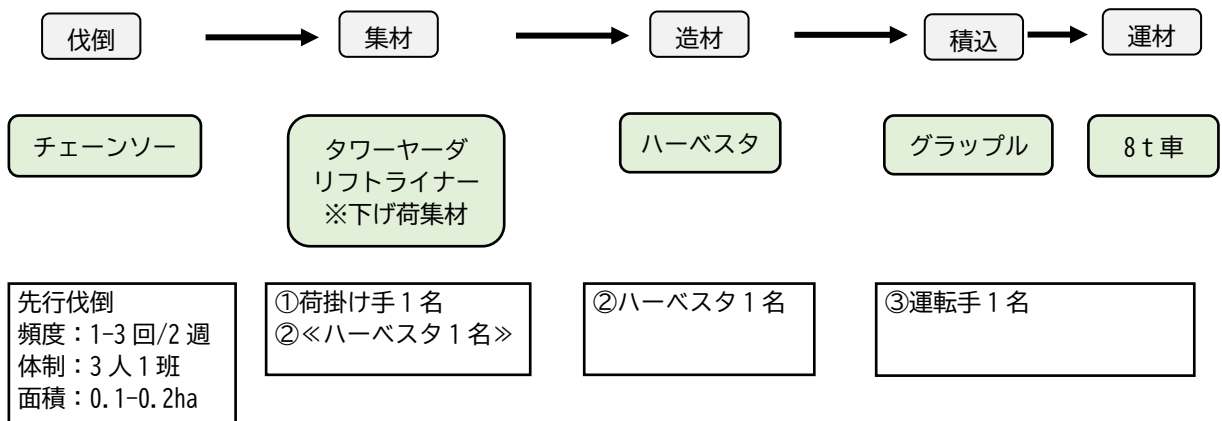 伐倒
集材
造材
積込
運材
チェーンソー
タワーヤーダ
リフトライナー
※下げ荷集材
ハーベスタ
グラップル
8t車
先行伐倒
頻度：1-3回/2週
体制：3人1班
面積：0.1-0.2ha
①荷掛け手1名
②≪ハーベスタ1名≫
②ハーベスタ1名
③運転手1名